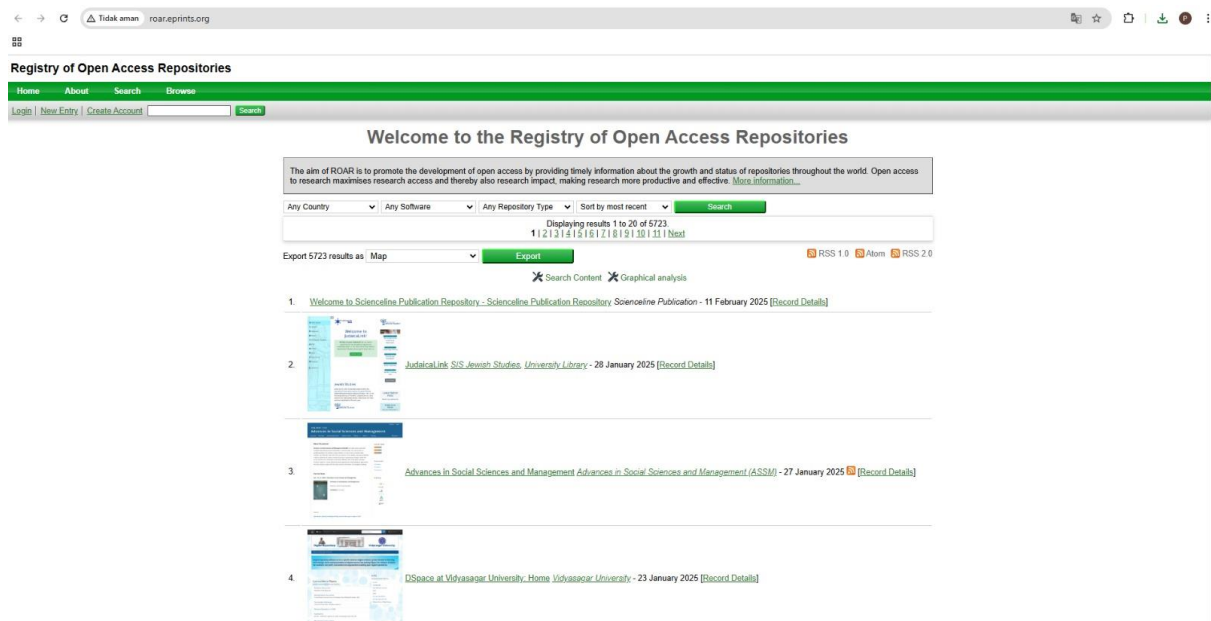 Tidak aman roar.eprints.org
P
Registry of Open Access Repositories
Home About Search Browse
Login | New Entry | Create Account Search
Welcome to the Registry of Open Access Repositories
The aim of ROAR is to promote the development of open access by providing timely information about the growth and status of repositories throughout the world. Open access
to research maximises research access and thereby also research impact, making research more productive and effective. More information...
Any Country Any Software Any Repository Type Sort by most recent Search
Displaying results 1 to 20 of 5723.
1 | 2 | 3 | 4 | 5 | 6 | 7 | 8 | 9 | 10 | 11 | Next
Export 5723 results as Map Export RSS 1.0 Atom RSS 2.0
Search Content Graphical analysis
1. Welcome to Scienceline Publication Repository - Scienceline Publication Repository Scienceline Publication - 11 February 2025 [Record Details]
2. JudaicaLink SIS Jewish Studies, University Library - 28 January 2025 [Record Details]
3. Advances in Social Sciences and Management Advances in Social Sciences and Management (ASSM) - 27 January 2025 [Record Details]
4. DSpace at Vidyasagar University: Home Vidyasagar University - 23 January 2025 [Record Details]